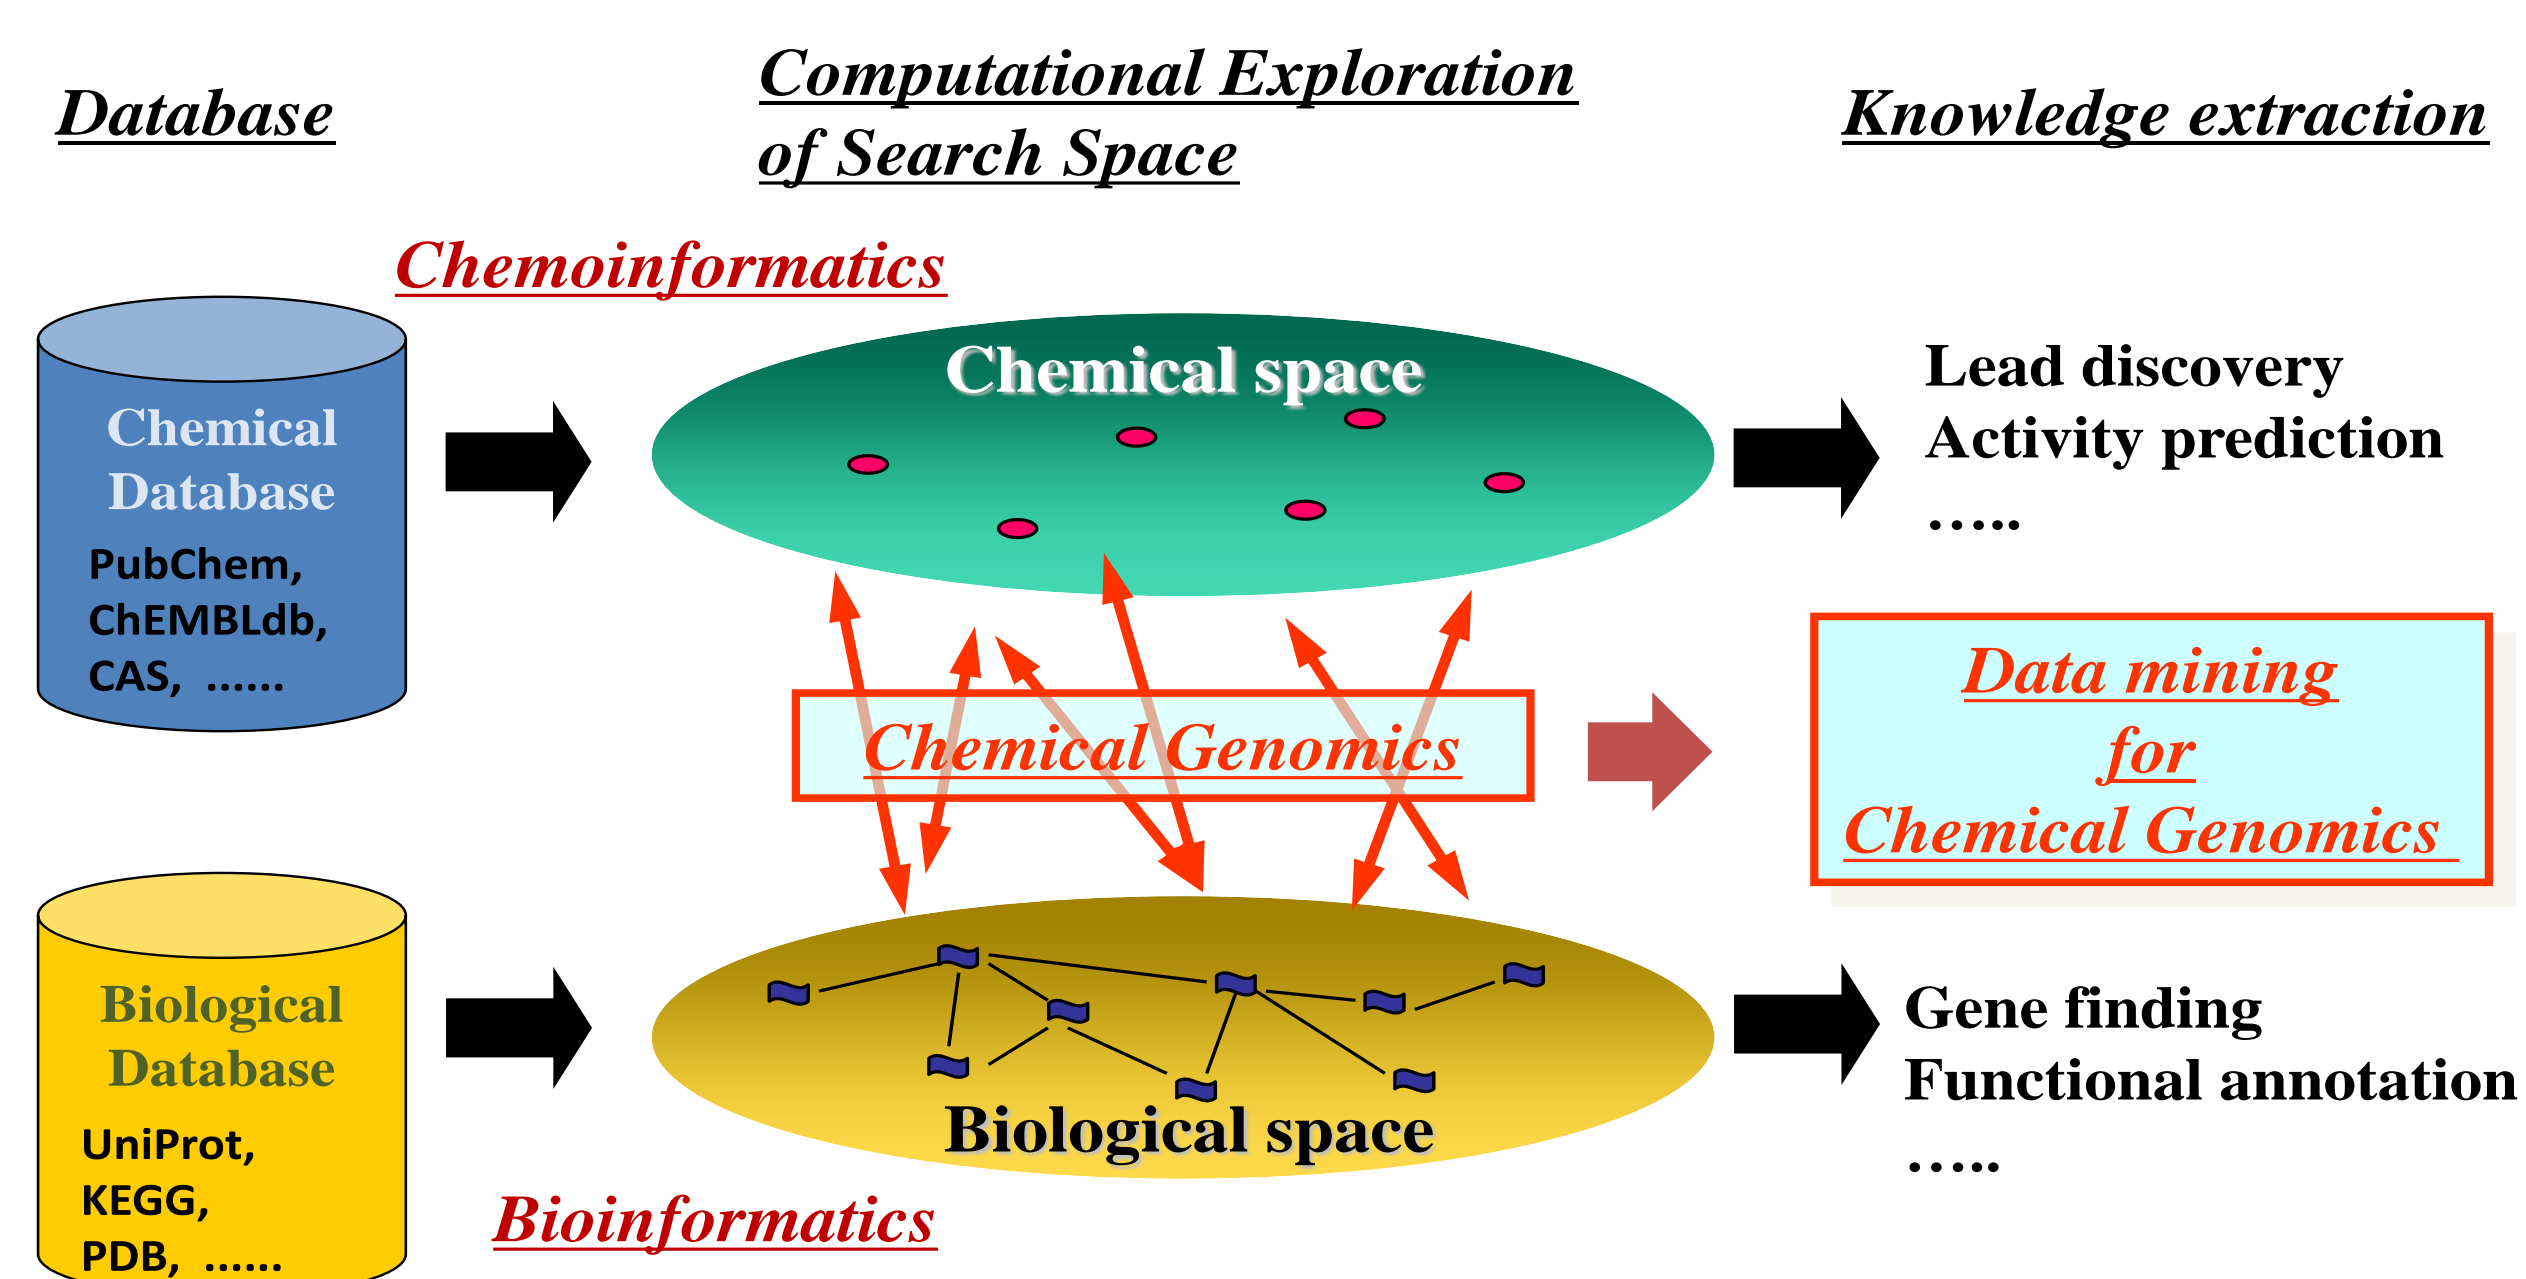 Database
Computational Exploration
of Search Space
Knowledge extraction
Chemoinformatics
Chemical
Database
PubChem,
ChEMBLdb,
CAS, ......
Chemical space
Lead discovery
Activity prediction
…..
Chemical Genomics
Data mining
for
Chemical Genomics
Biological
Database
UniProt,
KEGG,
PDB, ......
Biological space
Gene finding
Functional annotation
…..
Bioinformatics